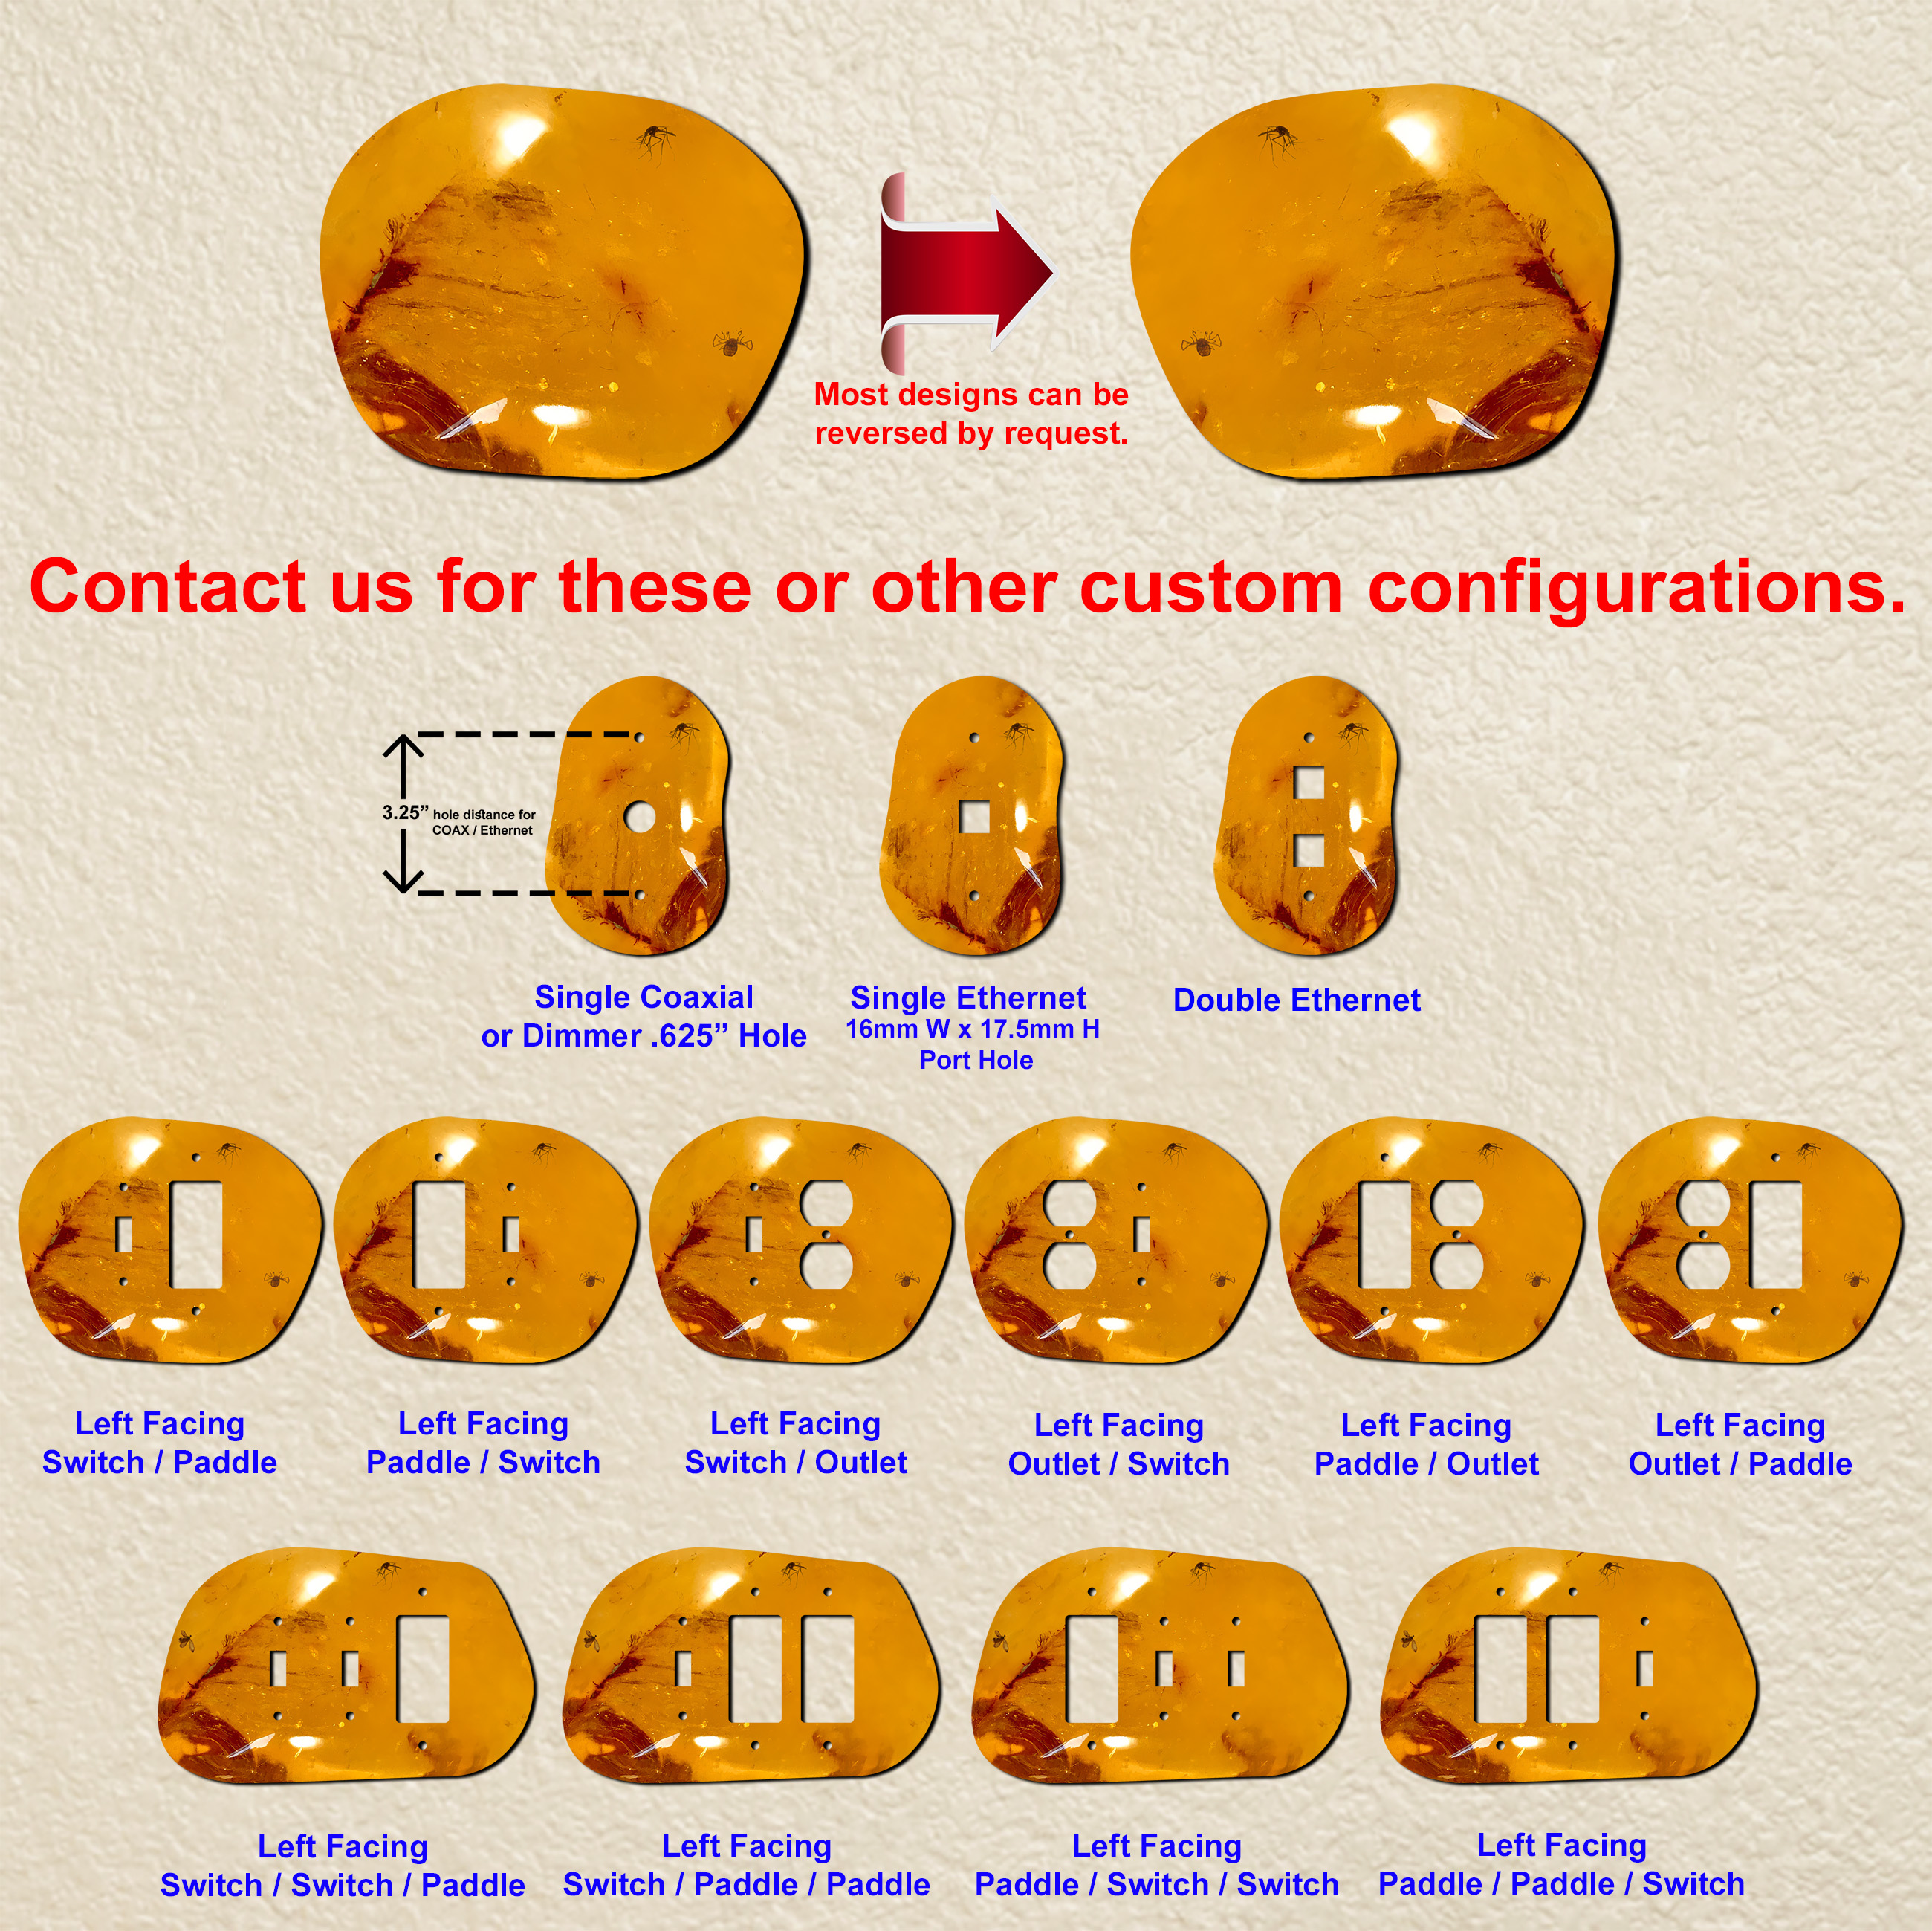 Most designs can be
reversed by request.
Contact us for these or other custom configurations.
3.25” hole distance for
COAX / Ethernet
Single Coaxial
or Dimmer .625” Hole
Single Ethernet
16mm W x 17.5mm H
Port Hole
Double Ethernet
Left Facing
Switch / Paddle
Left Facing
Paddle / Switch
Left Facing
Switch / Outlet
Left Facing
Outlet / Switch
Left Facing
Paddle / Outlet
Left Facing
Outlet / Paddle
Left Facing
Switch / Switch / Paddle
Left Facing
Switch / Paddle / Paddle
Left Facing
Paddle / Switch / Switch
Left Facing
Paddle / Paddle / Switch